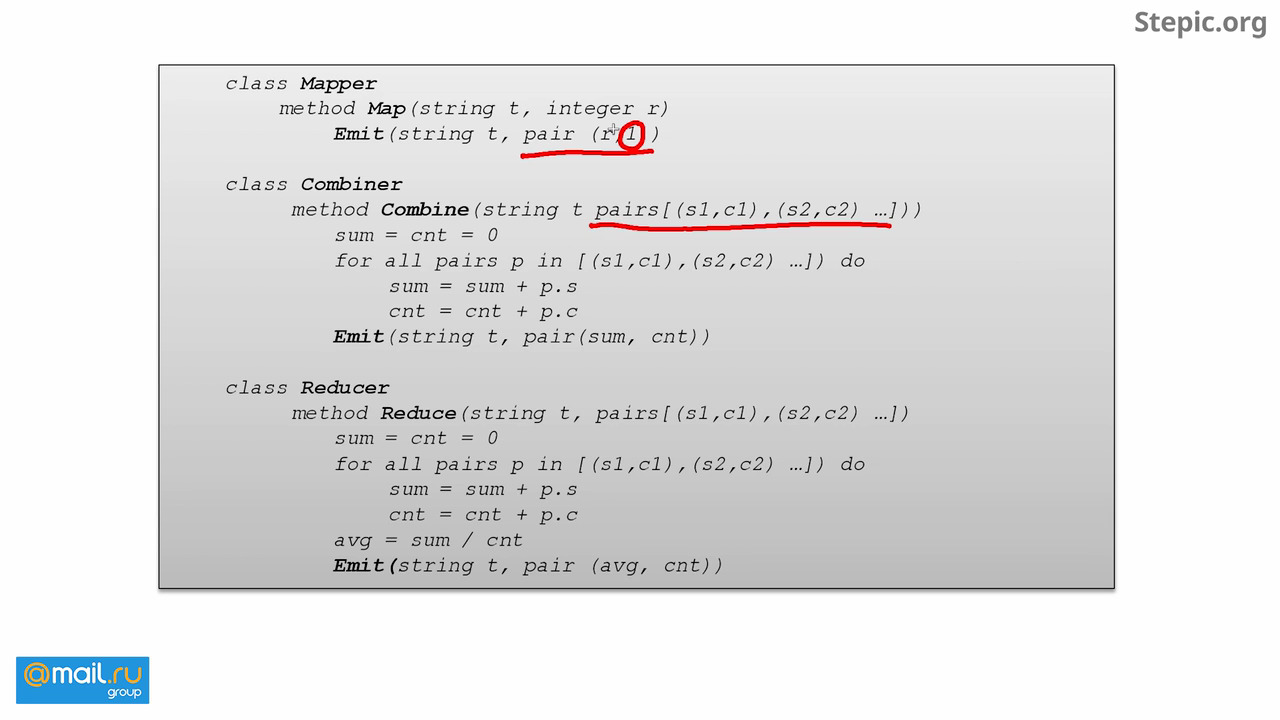 Stepic.org
class Mapper
method Map(string t, integer r)
Emit(string t, pair (r,1 )
class Combiner
method Combine(string t pairs[(s1,c1),(s2,c2) …]))
sum = cnt = 0
for all pairs p in [(s1,c1),(s2,c2) …]) do
sum = sum + p.s
cnt = cnt + p.c
Emit(string t, pair(sum, cnt))
class Reducer
method Reduce(string t, pairs[(s1,c1),(s2,c2) …])
sum = cnt = 0
for all pairs p in [(s1,c1),(s2,c2) …]) do
sum = sum + p.s
cnt = cnt + p.c
avg = sum / cnt
Emit(string t, pair (avg, cnt))
@mail.ru
group